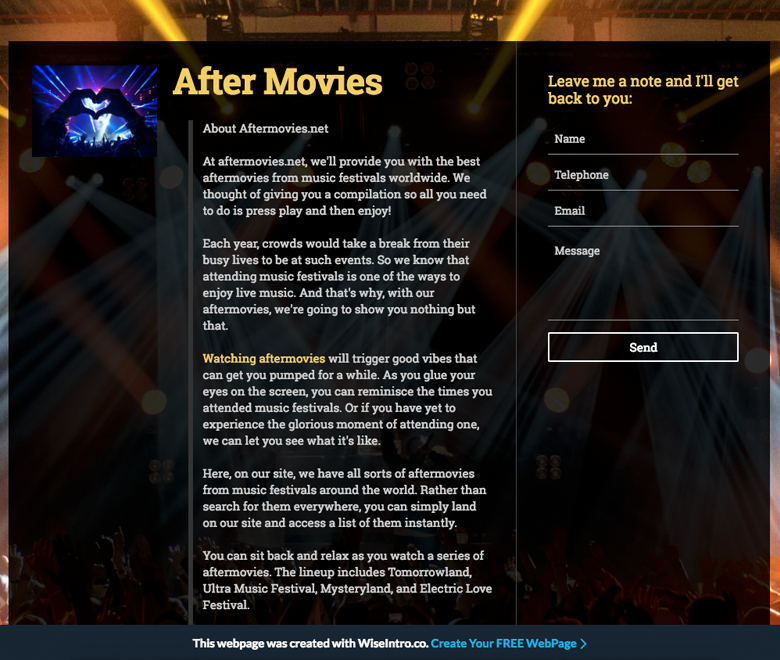 After Movies
About Aftermovies.net
At aftermovies.net, we'll provide you with the best
aftermovies from music festivals worldwide. We
thought of giving you a compilation so all you need
to do is press play and then enjoy!
Each year, crowds would take a break from their
busy lives to be at such events. So we know that
attending music festivals is one of the ways to
enjoy live music. And that's why, with our
aftermovies, we're going to show you nothing but
that.
Watching aftermovies will trigger good vibes that
can get you pumped for a while. As you glue your
eyes on the screen, you can reminisce the times you
attended music festivals. Or if you have yet to
experience the glorious moment of attending one,
we can let you see what it's like.
Here, on our site, we have all sorts of aftermovies
from music festivals around the world. Rather than
search for them everywhere, you can simply land
on our site and access a list of them instantly.
You can sit back and relax as you watch a series of
aftermovies. The lineup includes Tomorrowland,
Ultra Music Festival, Mysteryland, and Electric Love
Festival.
Leave me a note and I'll get
back to you:
Name
Telephone
Email
Message
Send
This webpage was created with WiseIntro.co. Create Your FREE WebPage